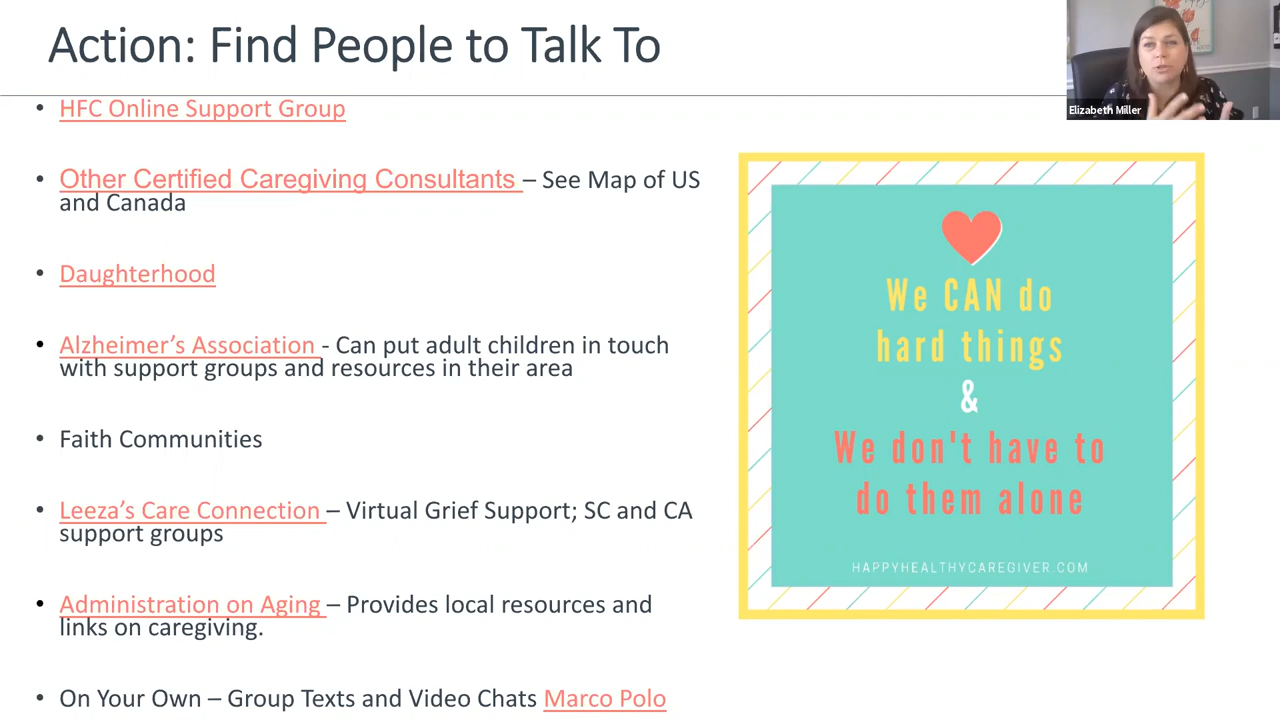 Action: Find People to Talk To
Elizabeth Miller
• HFC Online Support Group
• Other Certified Caregiving Consultants – See Map of US
and Canada
• Daughterhood
• Alzheimer’s Association - Can put adult children in touch
with support groups and resources in their area
• Faith Communities
• Leeza’s Care Connection – Virtual Grief Support; SC and CA
support groups
• Administration on Aging – Provides local resources and
links on caregiving.
• On Your Own – Group Texts and Video Chats Marco Polo
We CAN do
hard things
&
We don't have to
do them alone
HAPPYHEALTHYCAREGIVER.COM